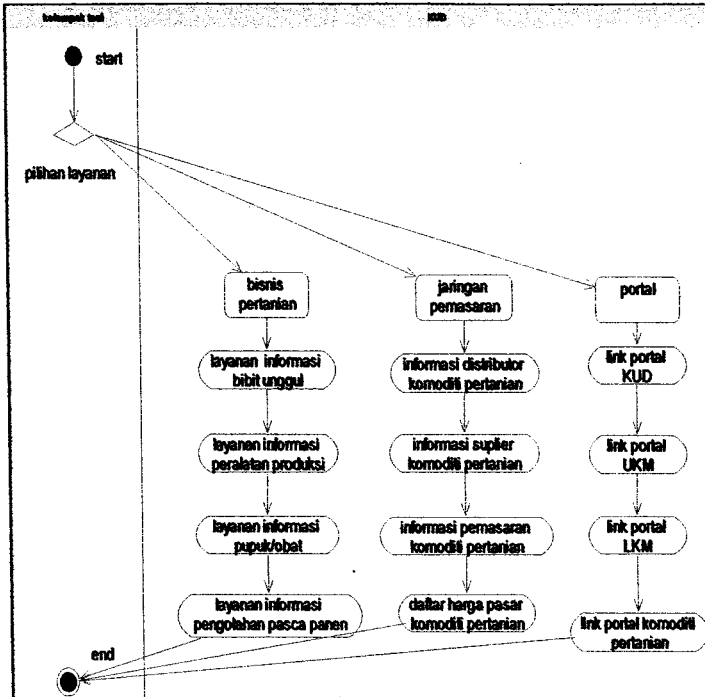 kelompok tani
start
pilihan layanan
bisnis
pertanian
jaringan
pemasaran
portal
layanan informasi
bibit unggul
informasi distributor
komoditi pertanian
link portal
KUD
layanan informasi
peralatan produksi
informasi suplier
komoditi pertanian
link portal
UKM
layanan informasi
pupuk/obat
informasi pemasaran
komoditi pertanian
link portal
LKM
layanan informasi
pengolahan pasca panen
daftar harga pasar
komoditi pertanian
link portal komoditi
pertanian
end